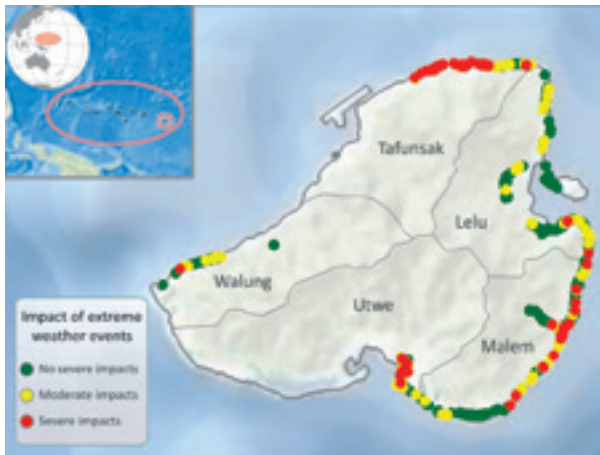 Tafunsak
Lelu
Walung
Utwe
Malem
Impact of extreme
weather events
No severe impacts
Moderate impacts
Severe impacts